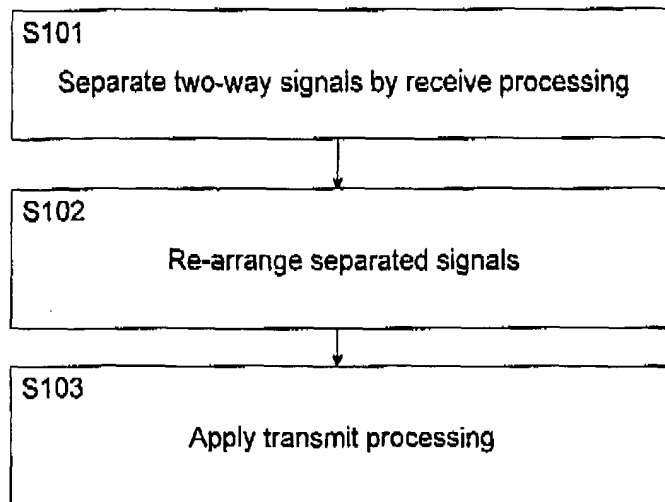 S101
Separate two-way signals by receive processing
S102
Re-arrange separated signals
S103
Apply transmit processing